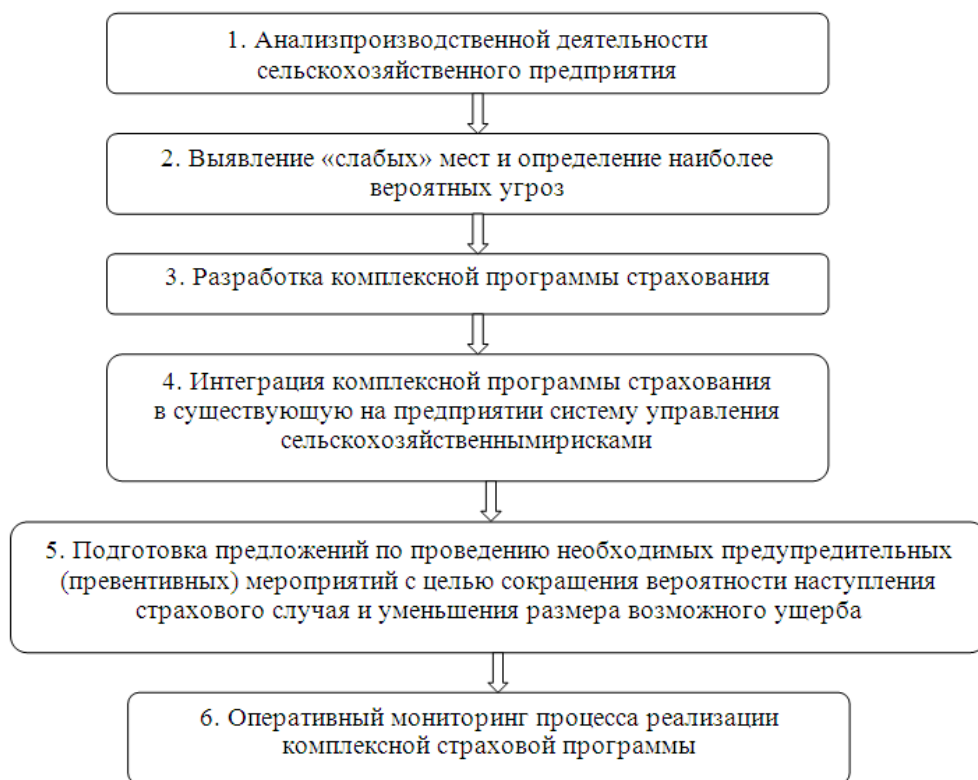 1. Анализпроизводственной деятельности
сельскохозяйственного предприятия
2. Выявление «слабых» мест и определение наиболее
вероятных угроз
3. Разработка комплексной программы страхования
4. Интеграция комплексной программы страхования
в существующую на предприятии систему управления
сельскохозяйственнымирисками
5. Подготовка предложений по проведению необходимых предупредительных
(превентивных) мероприятий с целью сокращения вероятности наступления
страхового случая и уменьшения размера возможного ущерба
6. Оперативный мониторинг процесса реализации
комплексной страховой программы